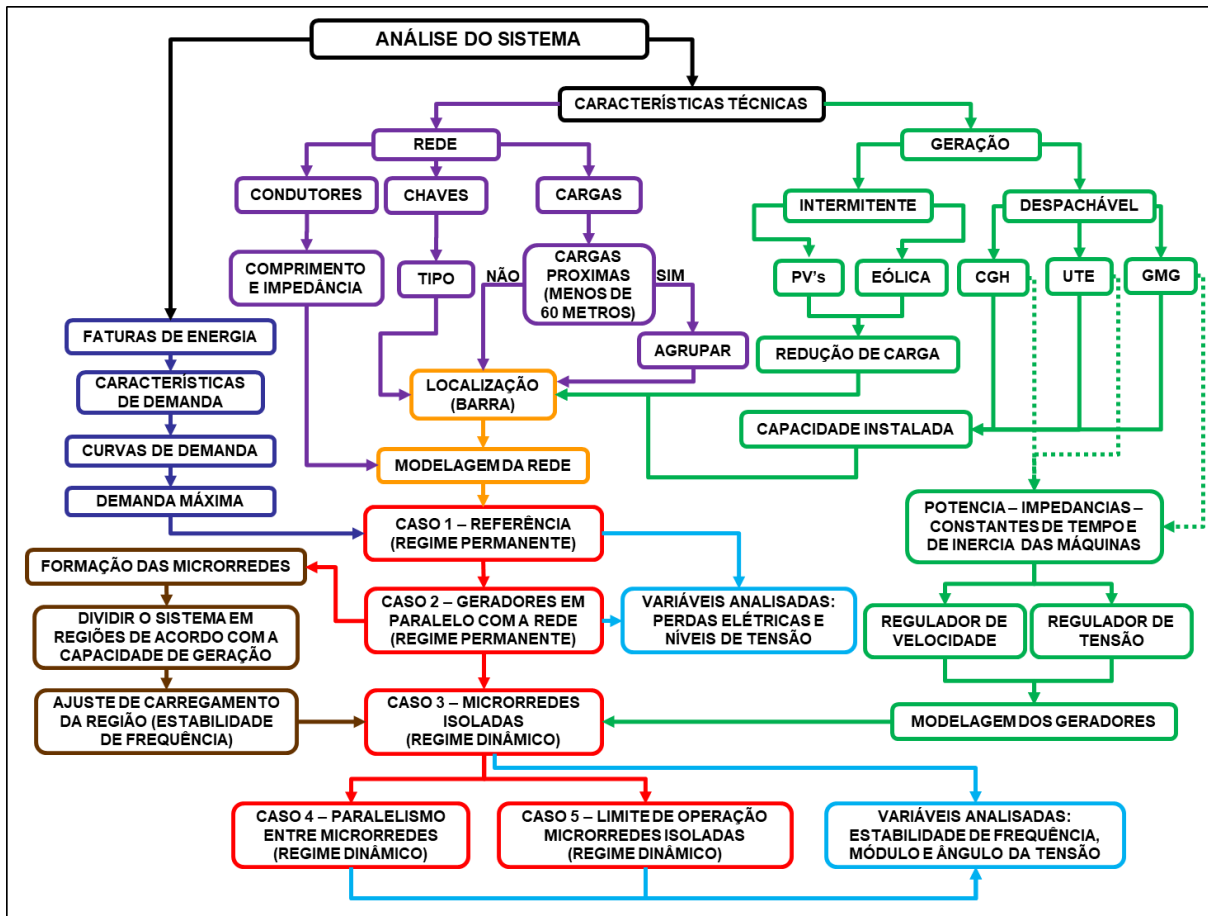 ANÁLISE DO SISTEMA
CARACTERÍSTICAS TÉCNICAS
REDE
GERAÇÃO
CONDUTORES
CHAVES
CARGAS
INTERMITENTE
DESPACHÁVEL
COMPRIMENTO
E IMPEDÂNCIA
TIPO
NÃO
CARGAS
PROXIMAS
(MENOS DE
60 METROS)
SIM
PV's
EÓLICA
CGH
UTE
GMG
FATURAS DE ENERGIA
AGRUPAR
REDUÇÃO DE CARGA
CARACTERÍSTICAS
DE DEMANDA
LOCALIZAÇÃO
(BARRA)
CAPACIDADE INSTALADA
CURVAS DE DEMANDA
MODELAGEM DA REDE
DEMANDA MÁXIMA
CASO 1 – REFERÊNCIA
(REGIME PERMANENTE)
POTENCIA – IMPEDANCIAS –
CONSTANTES DE TEMPO E
DE INERCIA DAS MÁQUINAS
FORMAÇÃO DAS MICRORREDES
CASO 2 – GERADORES EM
PARALELO COM A REDE
(REGIME PERMANENTE)
VARIÁVEIS ANALISADAS:
PERDAS ELÉTRICAS E
NÍVEIS DE TENSÃO
REGULADOR DE
VELOCIDADE
REGULADOR DE
TENSÃO
DIVIDIR O SISTEMA EM
REGIÕES DE ACORDO COM A
CAPACIDADE DE GERAÇÃO
AJUSTE DE CARREGAMENTO
DA REGIÃO (ESTABILIDADE
DE FREQUÊNCIA)
CASO 3 – MICRORREDES
ISOLADAS
(REGIME DINÂMICO)
MODELAGEM DOS GERADORES
CASO 4 – PARALELISMO
ENTRE MICRORREDES
(REGIME DINÂMICO)
CASO 5 – LIMITE DE OPERAÇÃO
MICRORREDES ISOLADAS
(REGIME DINÂMICO)
VARIÁVEIS ANALISADAS:
ESTABILIDADE DE FREQUÊNCIA,
MÓDULO E ÂNGULO DA TENSÃO